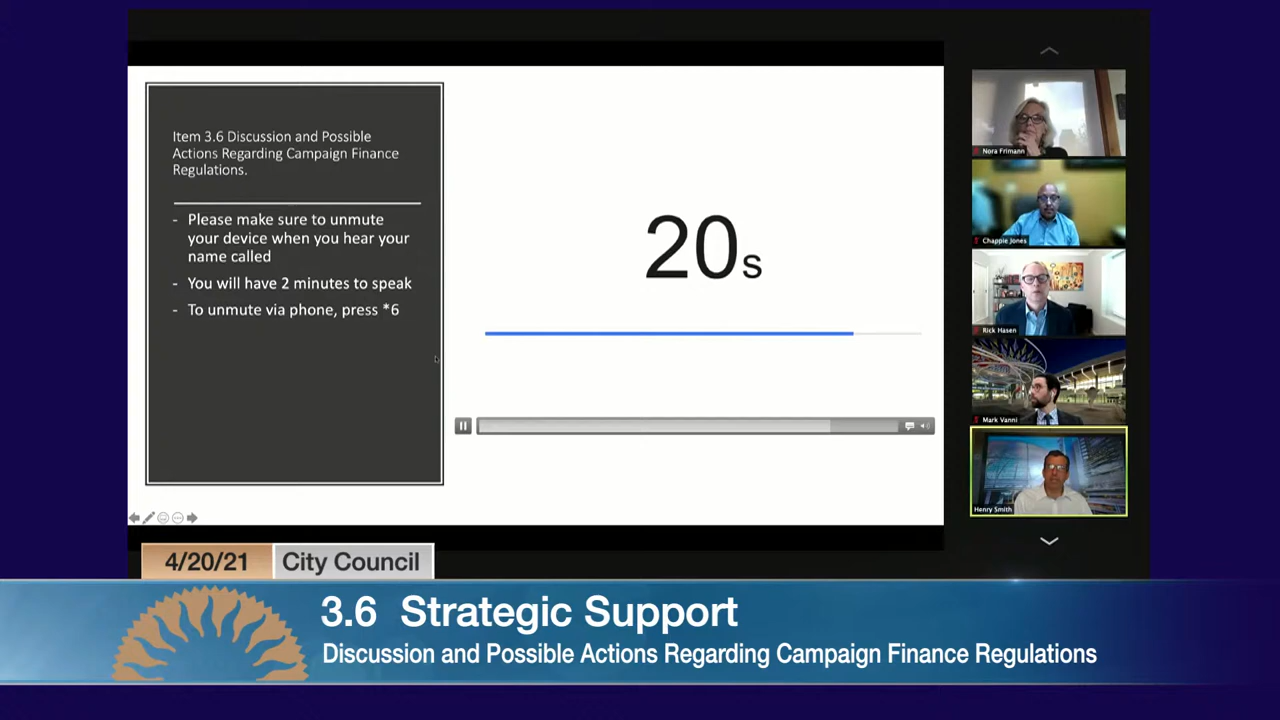 Item 3.6 Discussion and Possible
Actions Regarding Campaign Finance
Regulations.
- Please make sure to unmute
your device when you hear your
name called
- You will have 2 minutes to speak
- To unmute via phone, press *6
20s
Nora Frimann
Chappie Jones
Rick Hasen
Mark Vanni
Henry Smith
4/20/21 City Council
3.6 Strategic Support
Discussion and Possible Actions Regarding Campaign Finance Regulations